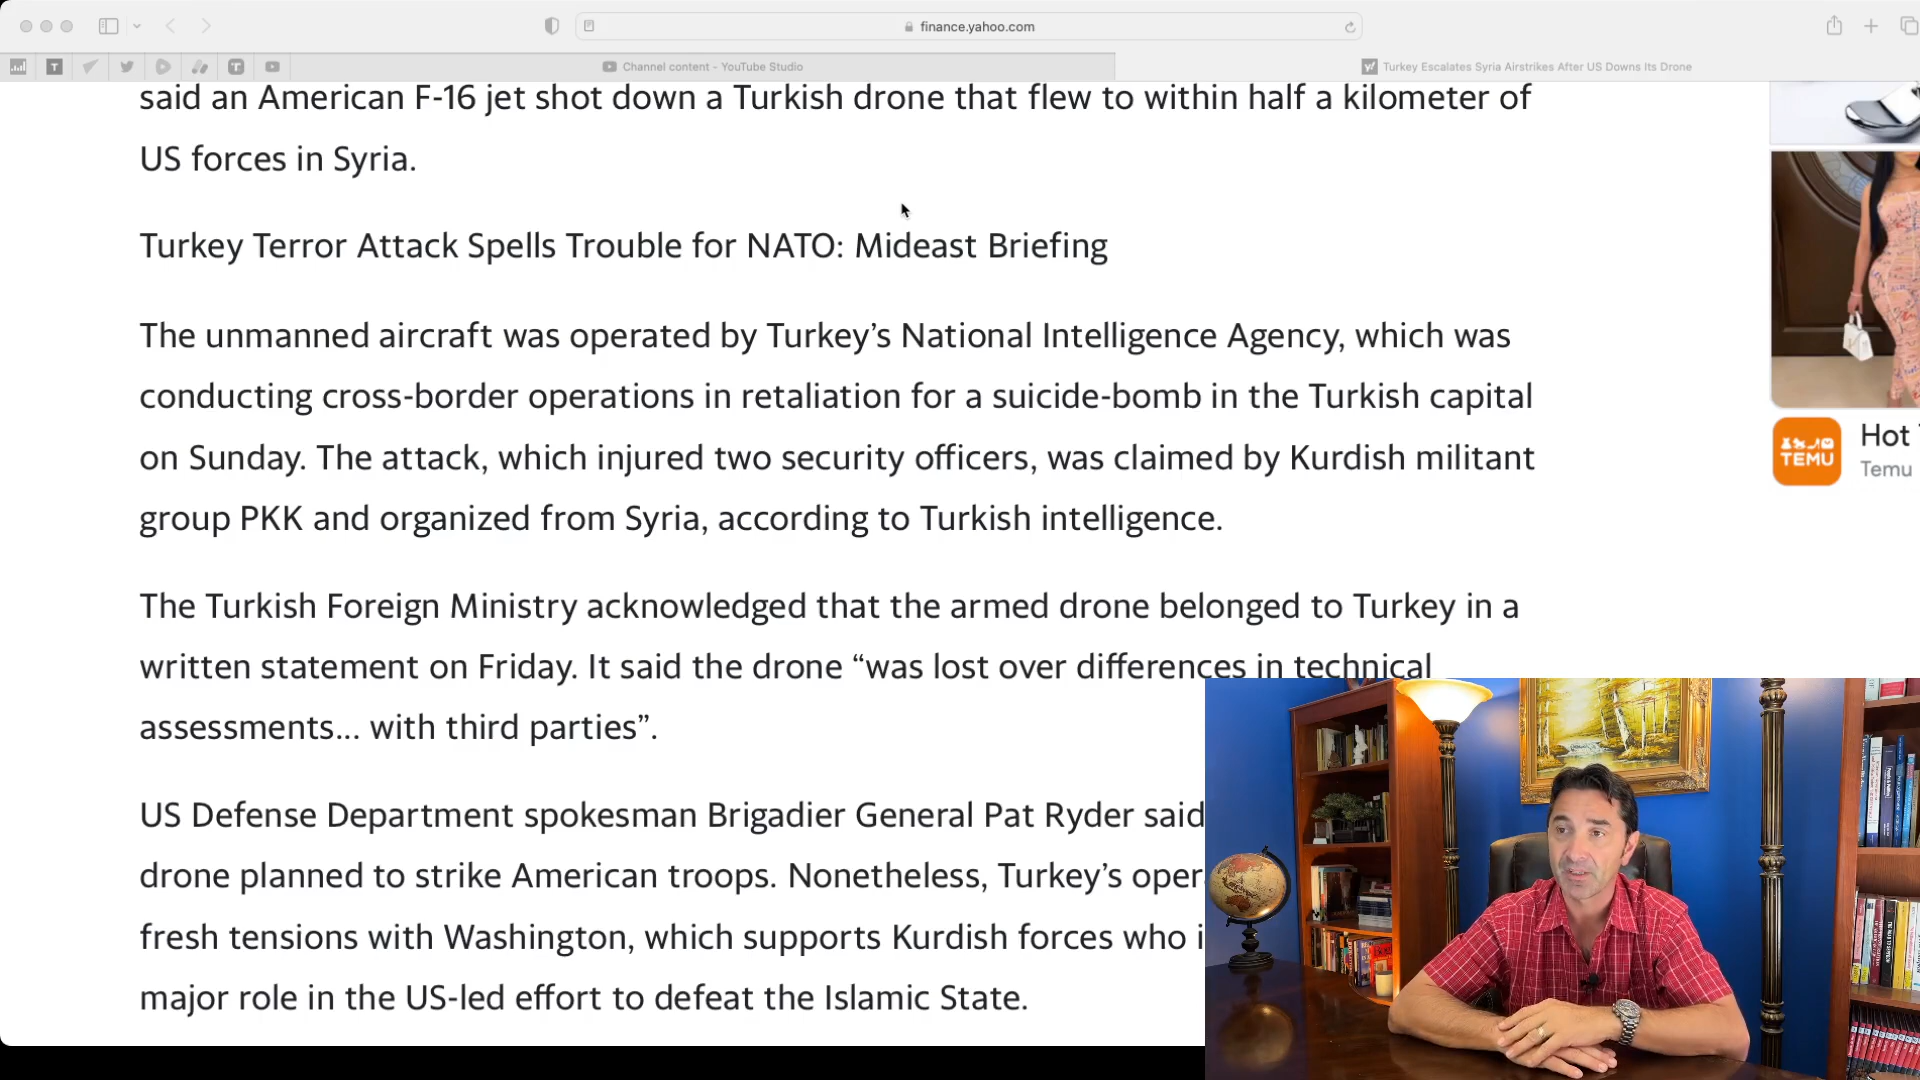 finance.yahoo.com
Channel content - YouTube Studio
Turkey Escalates Syria Airstrikes After US Downs Its Drone
said an American F-16 jet shot down a Turkish drone that flew to within half a kilometer of
US forces in Syria.
Turkey Terror Attack Spells Trouble for NATO: Mideast Briefing
The unmanned aircraft was operated by Turkey’s National Intelligence Agency, which was
conducting cross-border operations in retaliation for a suicide-bomb in the Turkish capital
on Sunday. The attack, which injured two security officers, was claimed by Kurdish militant
group PKK and organized from Syria, according to Turkish intelligence.
The Turkish Foreign Ministry acknowledged that the armed drone belonged to Turkey in a
written statement on Friday. It said the drone “was lost over differences in technical
assessments... with third parties”.
US Defense Department spokesman Brigadier General Pat Ryder said
drone planned to strike American troops. Nonetheless, Turkey’s oper
fresh tensions with Washington, which supports Kurdish forces who
major role in the US-led effort to defeat the Islamic State.
TEMU
Hot
Temu